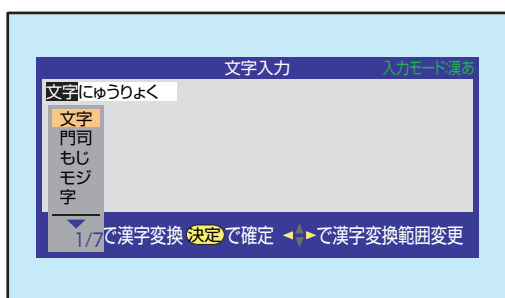 文字入力 入力モード:漢あ
文字にゅうりょく
文字
門司
もじ
モジ
字
1/7で漢字変換 決定で確定 で漢字変換範囲変更